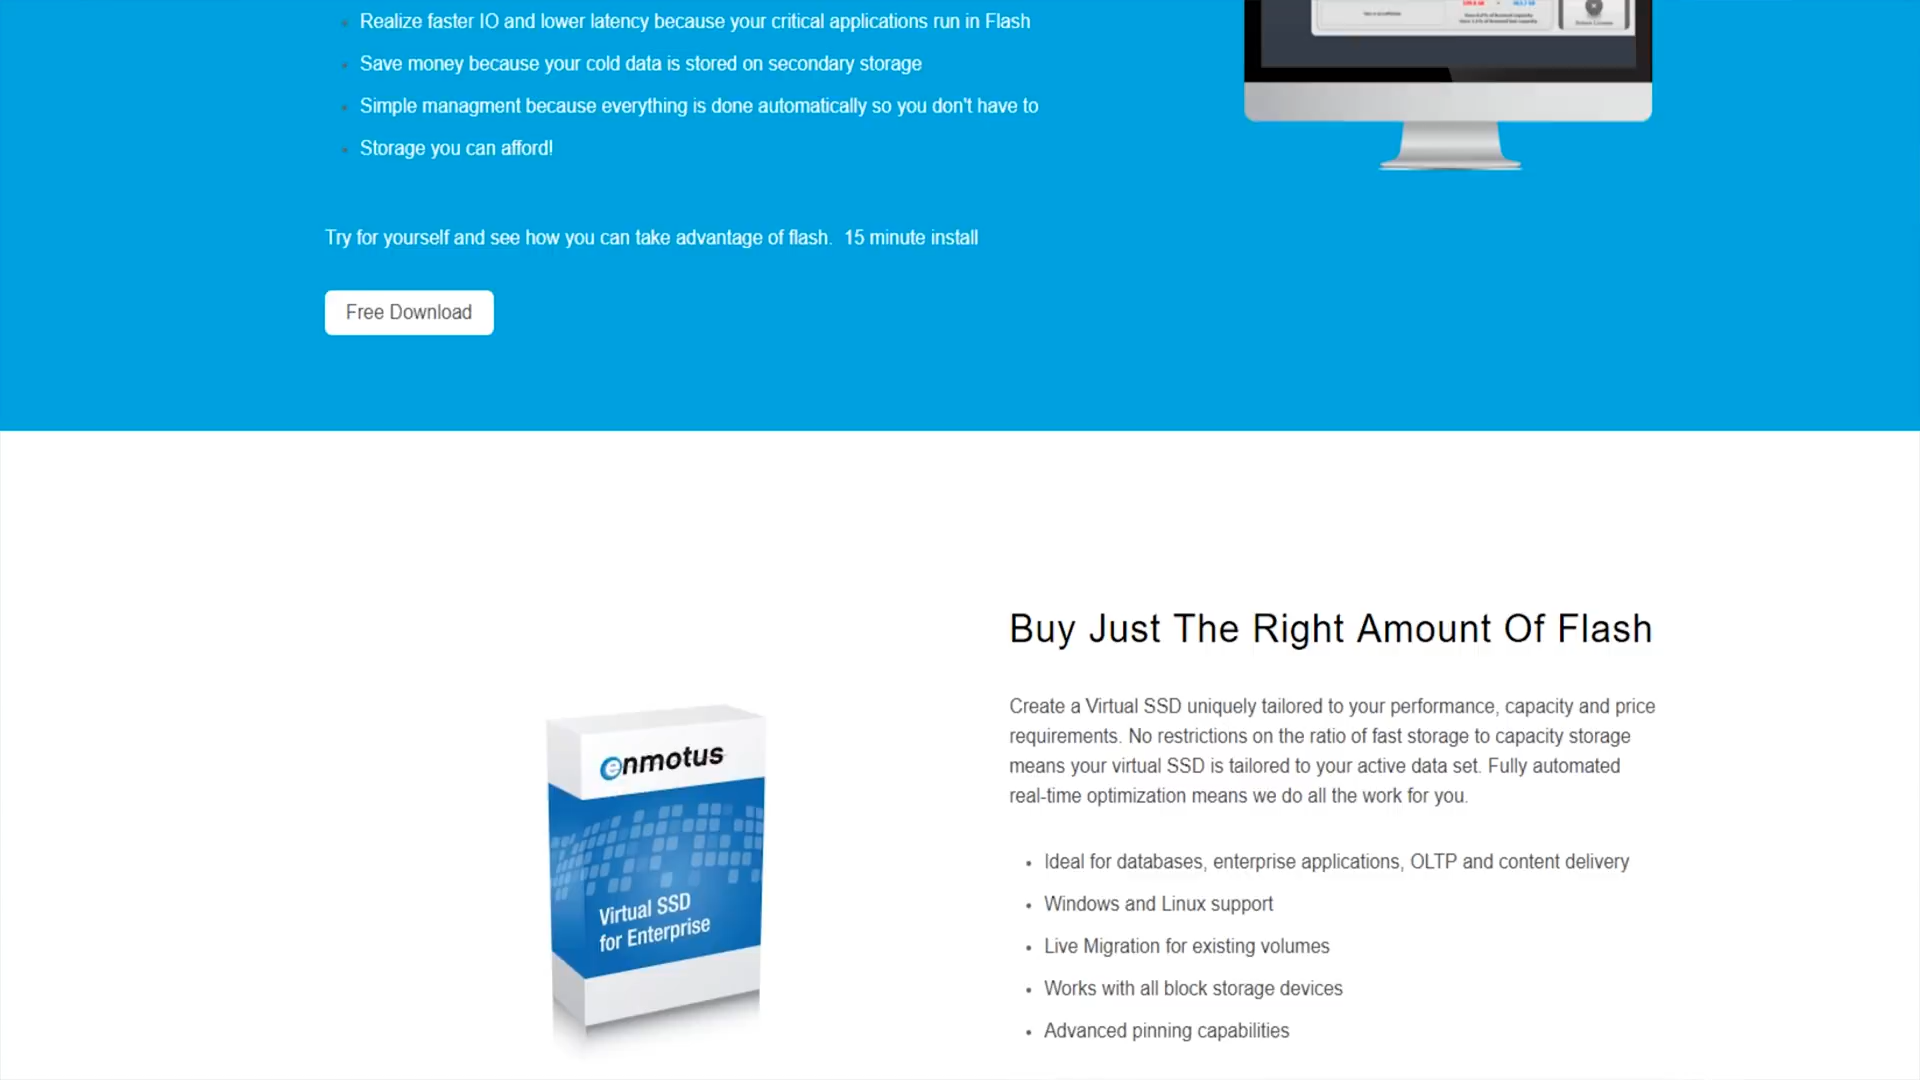 Realize faster IO and lower latency because your critical applications run in Flash
Save money because your cold data is stored on secondary storage
Simple managment because everything is done automatically so you don't have to
Storage you can afford!
Try for yourself and see how you can take advantage of flash.  15 minute install
Free Download
Buy Just The Right Amount Of Flash
Create a Virtual SSD uniquely tailored to your performance, capacity and price
requirements. No restrictions on the ratio of fast storage to capacity storage
means your virtual SSD is tailored to your active data set. Fully automated
real-time optimization means we do all the work for you.
Ideal for databases, enterprise applications, OLTP and content delivery
Windows and Linux support
Live Migration for existing volumes
Works with all block storage devices
Advanced pinning capabilities
enmotus
Virtual SSD
for Enterprise